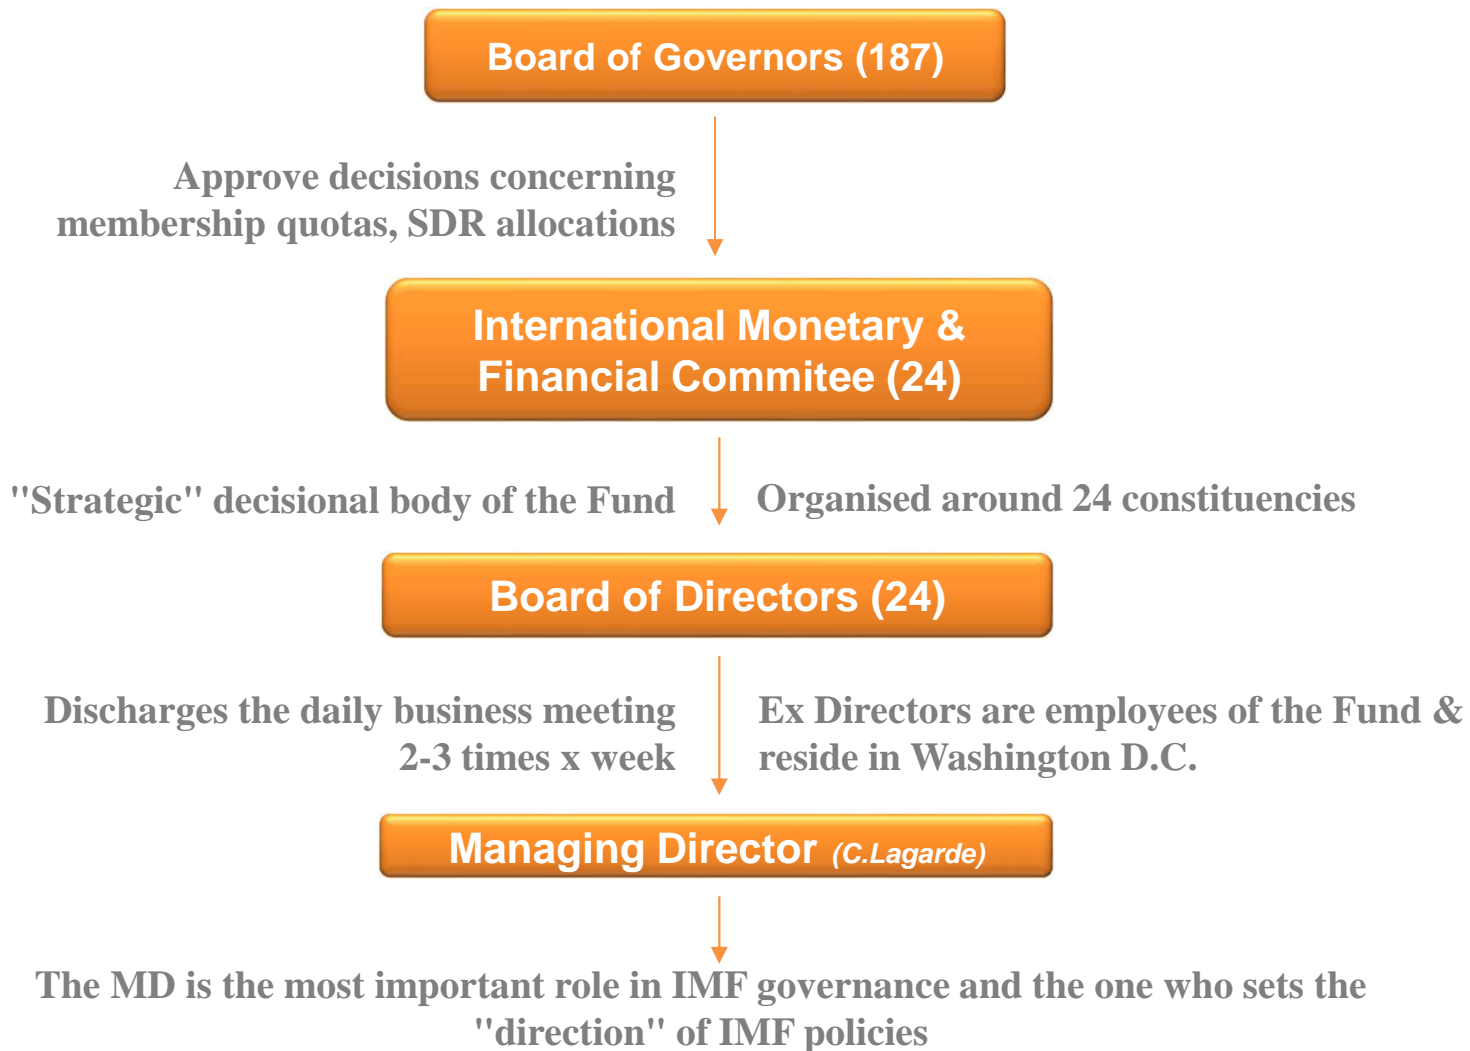 Board of Governors (187)
Approve decisions concerning
membership quotas, SDR allocations
International Monetary &
Financial Commitee (24)
"Strategic" decisional body of the Fund
Organised around 24 constituencies
Board of Directors (24)
Discharges the daily business meeting
2-3 times x week
Ex Directors are employees of the Fund &
reside in Washington D.C.
Managing Director (C.Lagarde)
The MD is the most important role in IMF governance and the one who sets the
"direction" of IMF policies